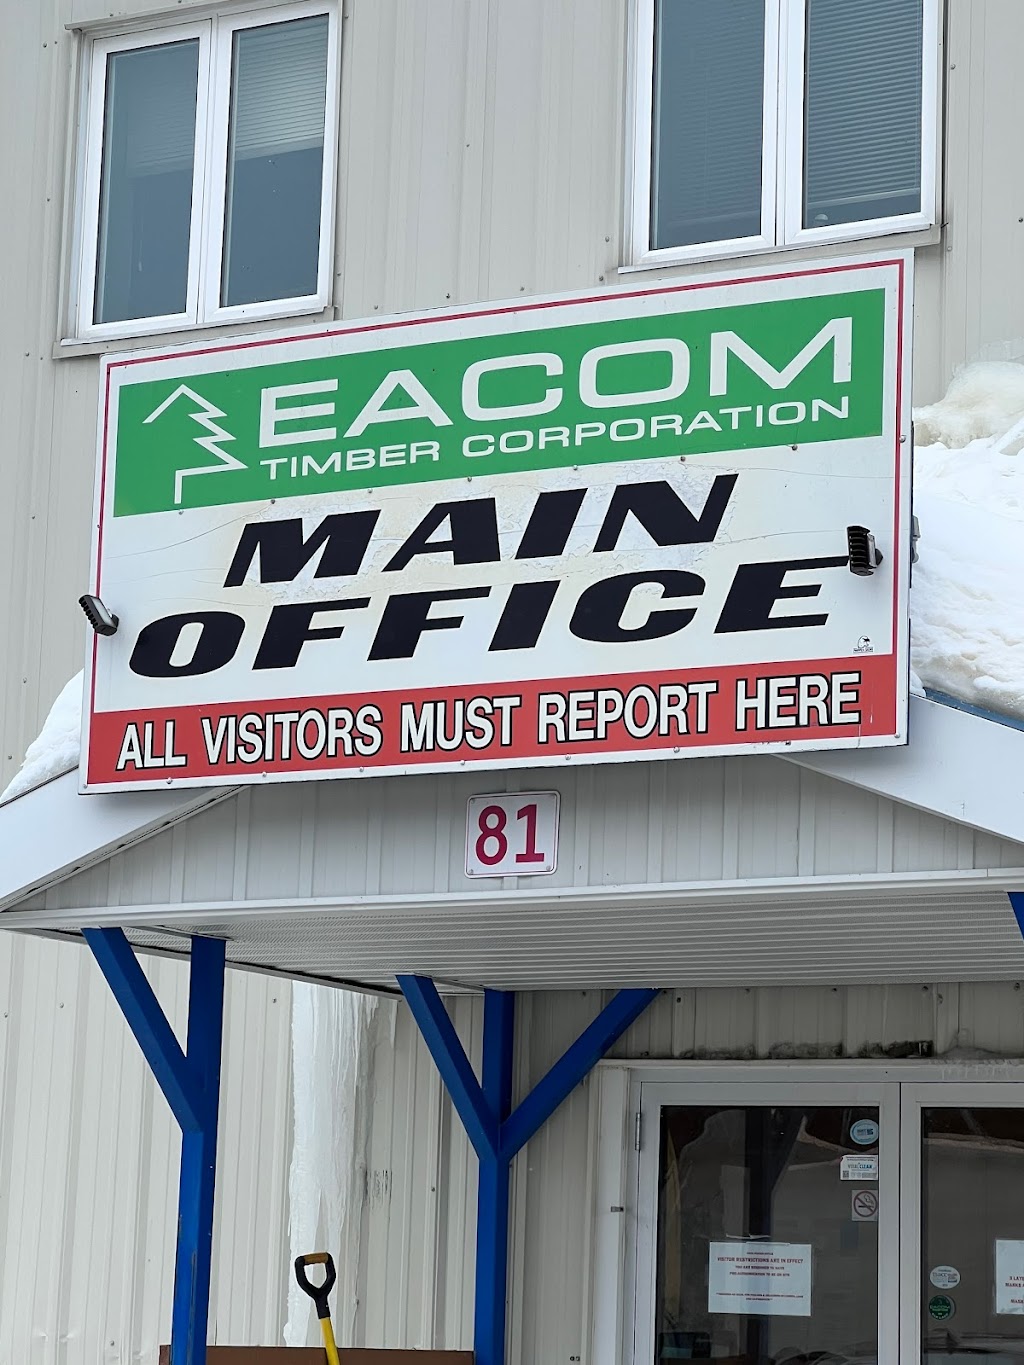 EACOM
TIMBER CORPORATION
MAIN
OFFICE
ALL VISITORS MUST REPORT HERE
81
VISITOR RESTRICTIONS ARE IN EFFECT